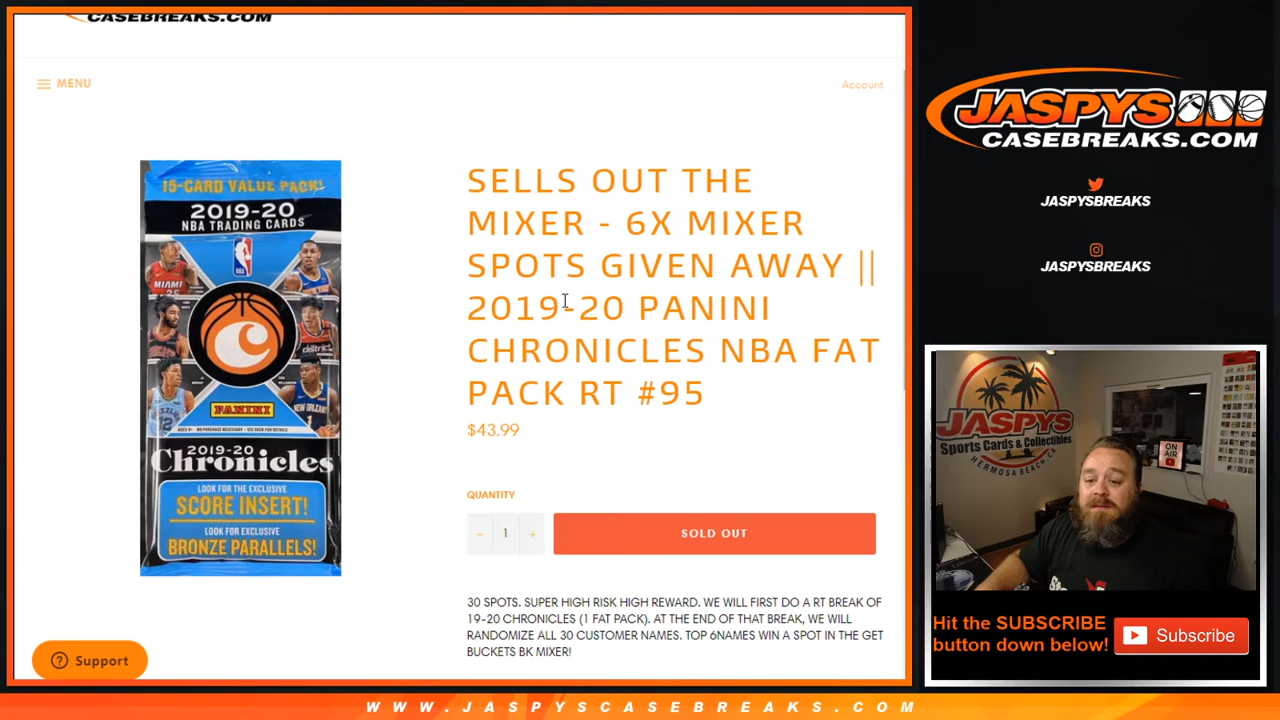 CASEBREAKS.COM
MENU
Account
15-CARD VALUE PACK!
2019-20
NBA TRADING CARDS
MIAMI
NEW ORLEANS
PANINI
2019-20
Chronicles
LOOK FOR THE EXCLUSIVE
SCORE INSERT!
LOOK FOR EXCLUSIVE
BRONZE PARALLELS!
SELLS OUT THE
MIXER - 6X MIXER
SPOTS GIVEN AWAY ||
2019-20 PANINI
CHRONICLES NBA FAT
PACK RT #95
$43.99
QUANTITY
− 1 +
SOLD OUT
30 SPOTS. SUPER HIGH RISK HIGH REWARD. WE WILL FIRST DO A RT BREAK OF
19-20 CHRONICLES (1 FAT PACK). AT THE END OF THAT BREAK, WE WILL
RANDOMIZE ALL 30 CUSTOMER NAMES. TOP 6NAMES WIN A SPOT IN THE GET
BUCKETS BK MIXER!
Support
JASPYS
CASEBREAKS.COM
JASPYSBREAKS
JASPYSBREAKS
JASPYS
Sports Cards & Collectibles
HERMOSA BEACH, CA
ON
AIR
Hit the SUBSCRIBE
button down below!
Subscribe
WWW.JASPYSCASEBREAKS.COM